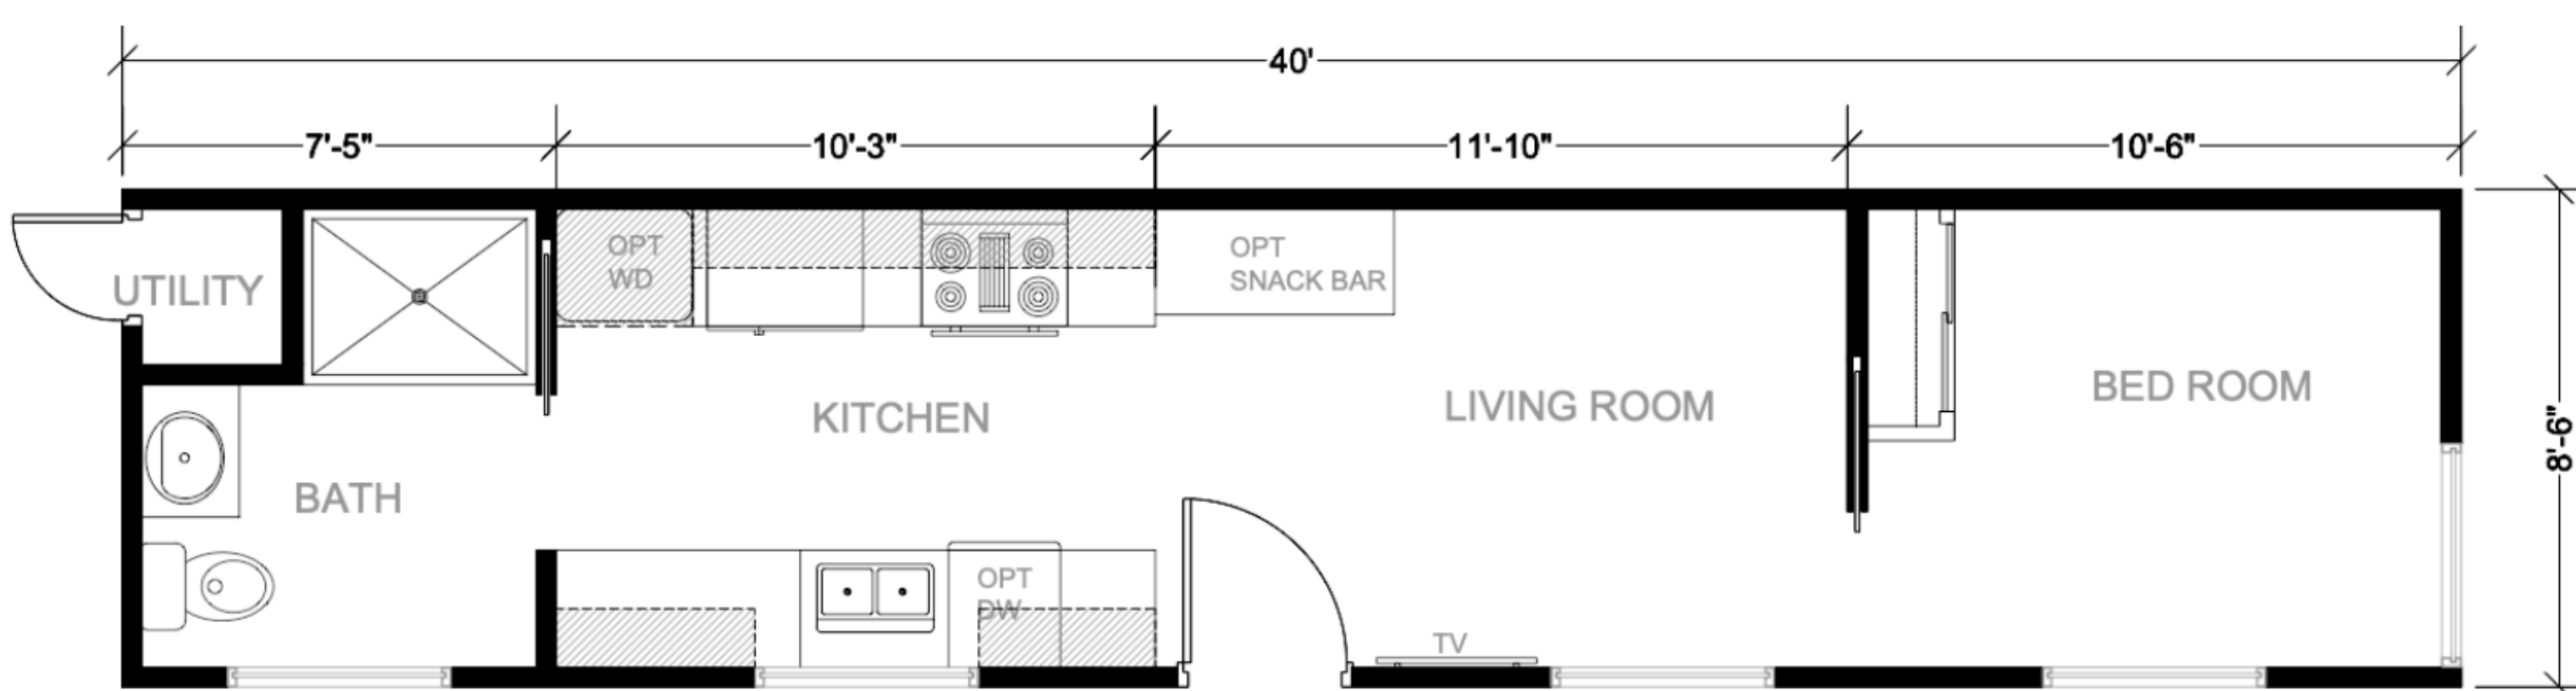 40'
7'-5"
10'-3"
11'-10"
10'-6"
OPT
WD
OPT
SNACK BAR
UTILITY
BED ROOM
LIVING ROOM
KITCHEN
8'-6"
BATH
OPT
DW
TV